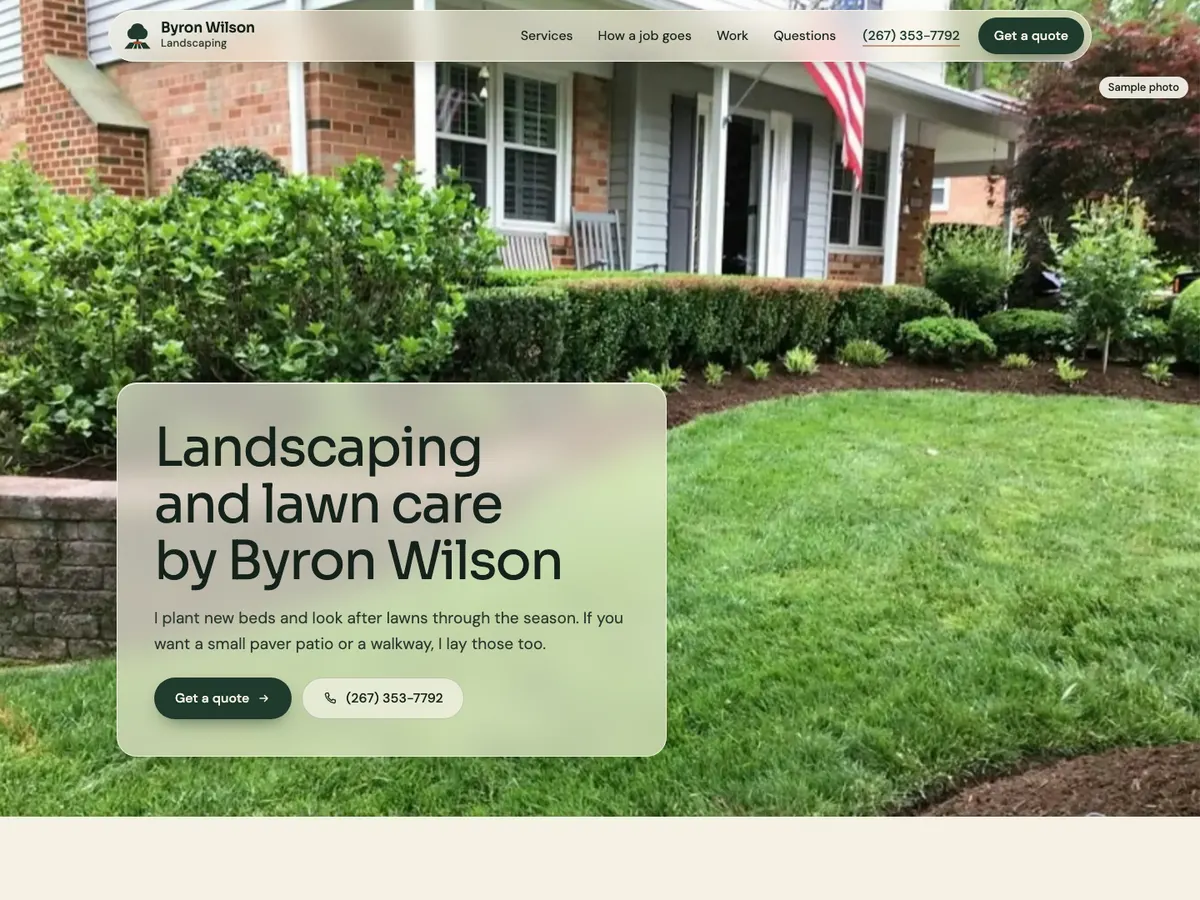 Byron Wilson
Landscaping
Services
How a job goes
Work
Questions
(267) 353-7792
Get a quote
Sample photo
Landscaping
and lawn care
by Byron Wilson
I plant new beds and look after lawns through the season. If you
want a small paver patio or a walkway, I lay those too.
Get a quote →
(267) 353-7792